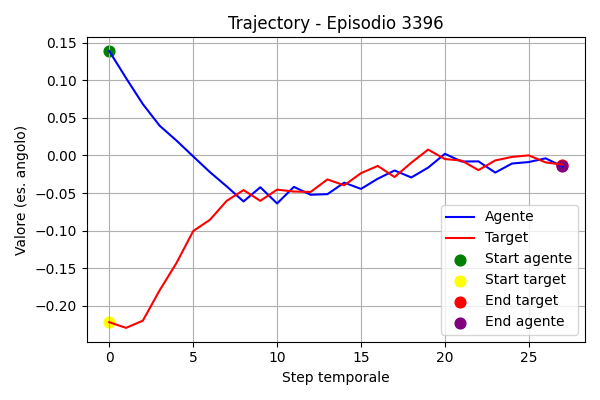 Trajectory - Episodio 3396
Valore (es. angolo)
0.15
0.10
0.05
0.00
−0.05
−0.10
−0.15
−0.20
0
5
10
15
20
25
Step temporale
Agente
Target
Start agente
Start target
End target
End agente